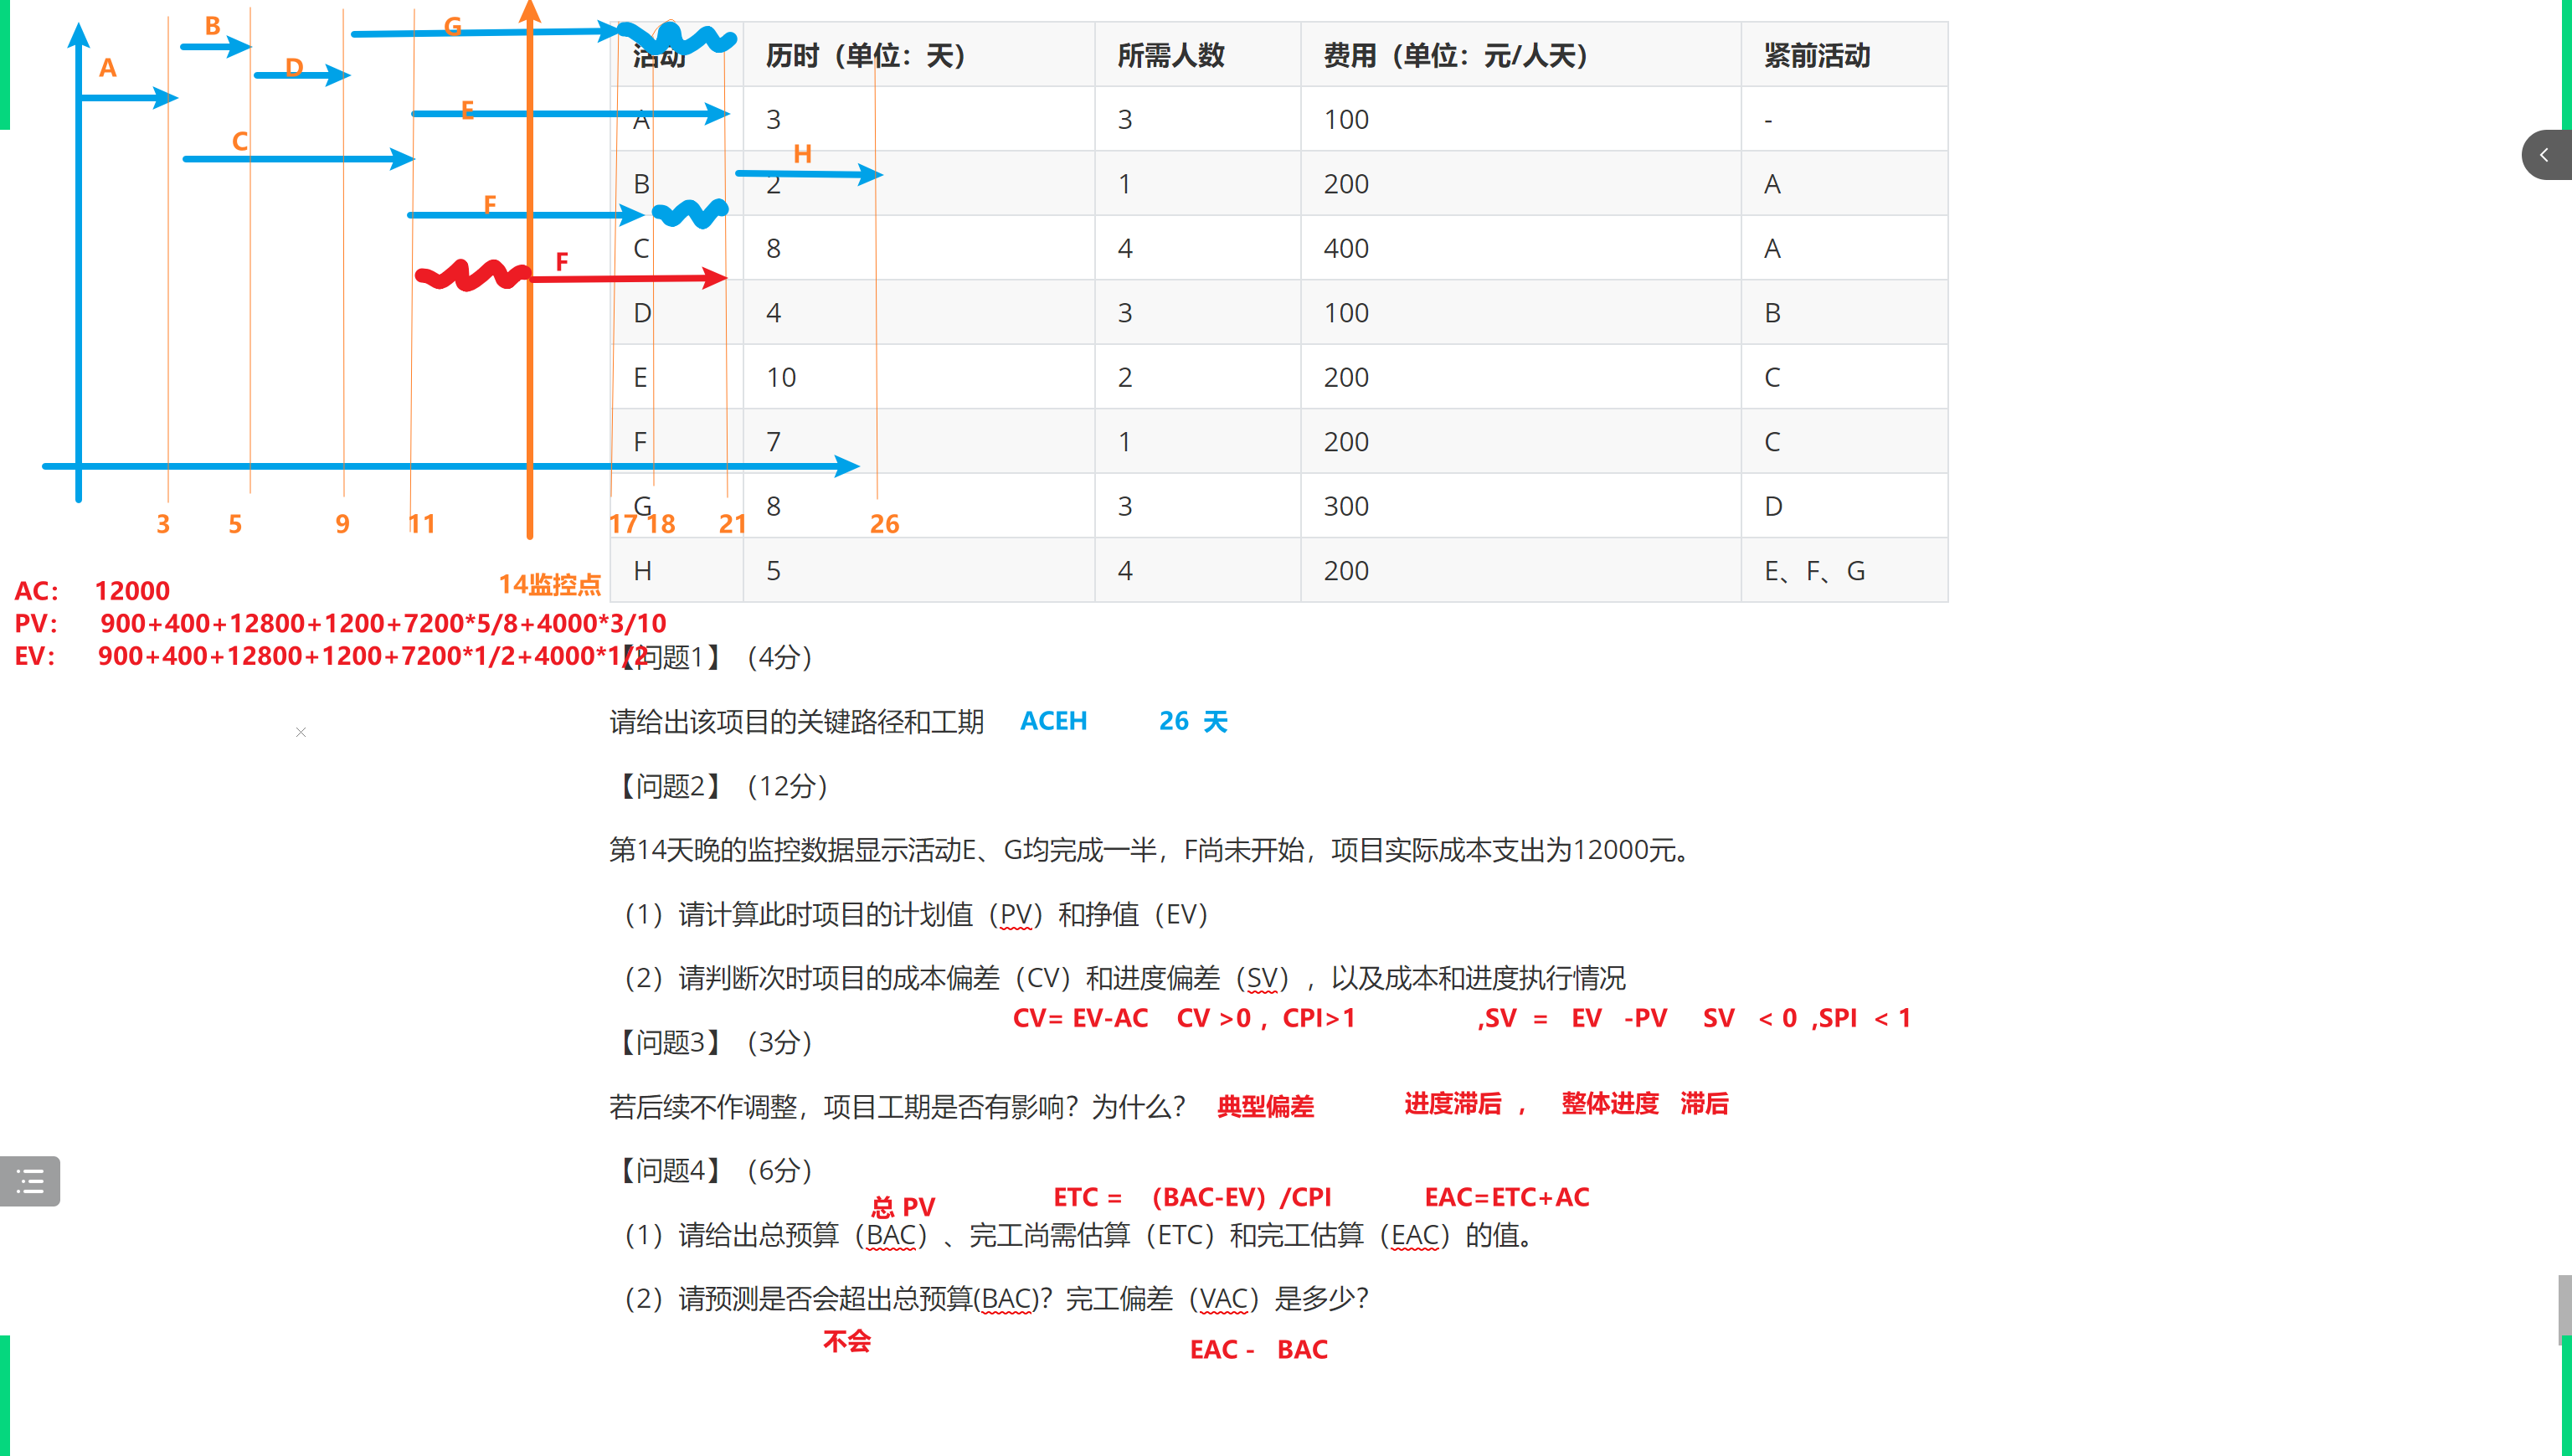 B
G
A
D
E
C
H
F
F
3 5 9 11 17 18 21 26
14监控点
AC： 12000
PV： 900+400+12800+1200+7200*5/8+4000*3/10
EV： 900+400+12800+1200+7200*1/2+4000*1/2
活动 历时（单位：天） 所需人数 费用（单位：元/人天） 紧前活动
A 3 3 100 -
B 2 1 200 A
C 8 4 400 A
D 4 3 100 B
E 10 2 200 C
F 7 1 200 C
G 8 3 300 D
H 5 4 200 E、F、G
【问题1】（4分）
请给出该项目的关键路径和工期 ACEH 26 天
【问题2】（12分）
第14天晚的监控数据显示活动E、G均完成一半，F尚未开始，项目实际成本支出为12000元。
（1）请计算此时项目的计划值（PV）和挣值（EV）
（2）请判断次时项目的成本偏差（CV）和进度偏差（SV），以及成本和进度执行情况
CV= EV-AC CV >0 ，CPI>1 ,SV = EV -PV SV < 0 ,SPI < 1
【问题3】（3分）
若后续不作调整，项目工期是否有影响？为什么？ 典型偏差 进度滞后 ， 整体进度 滞后
【问题4】（6分）
总 PV ETC = （BAC-EV）/CPI EAC=ETC+AC
（1）请给出总预算（BAC）、完工尚需估算（ETC）和完工估算（EAC）的值。
（2）请预测是否会超出总预算(BAC)？完工偏差（VAC）是多少？
不会 EAC - BAC